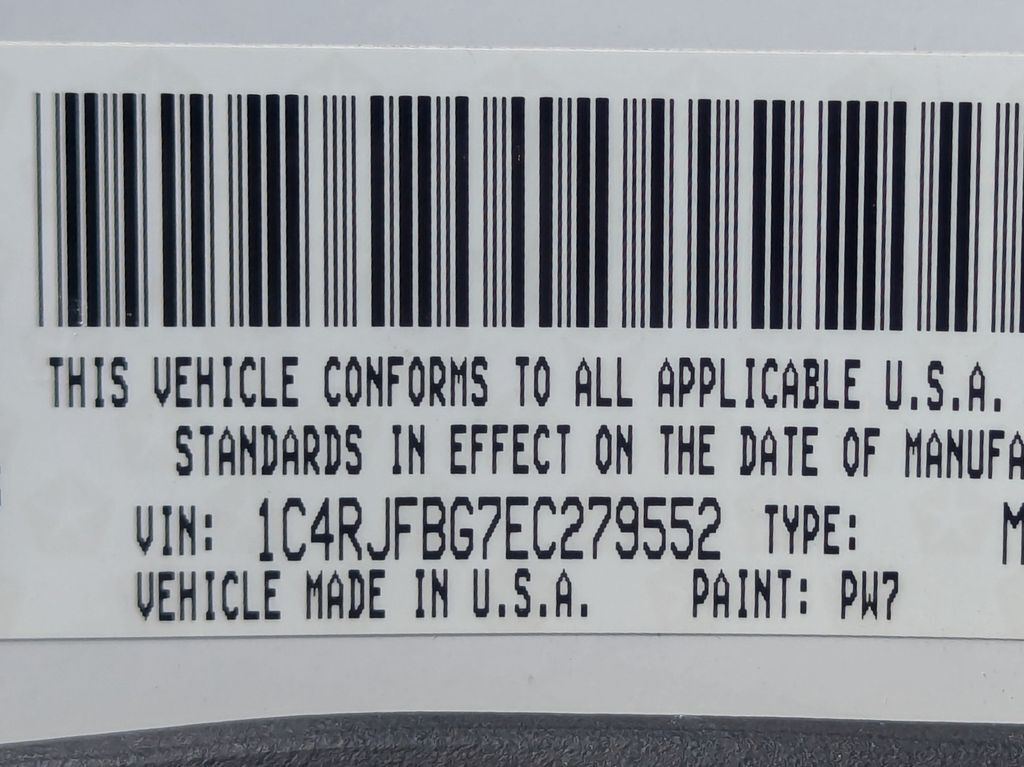 THIS VEHICLE CONFORMS TO ALL APPLICABLE U.S.A.
STANDARDS IN EFFECT ON THE DATE OF MANUFA
VIN: 1C4RJFBG7EC279552 TYPE: M
VEHICLE MADE IN U.S.A. PAINT: PW7